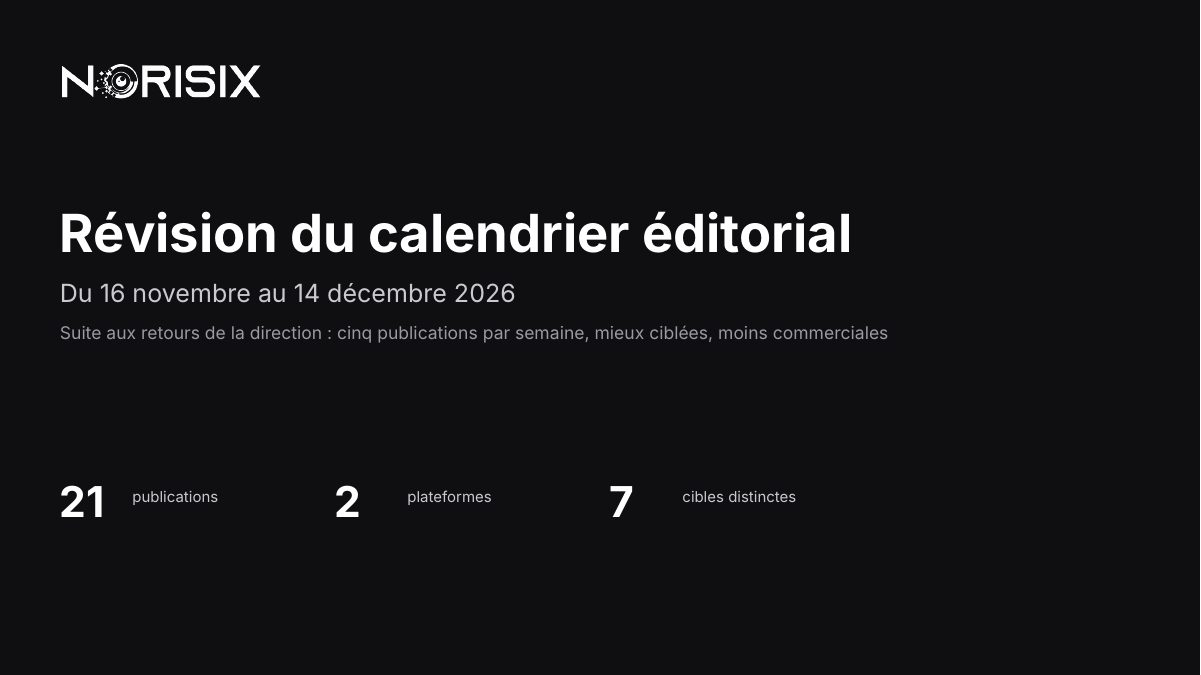 NORISIX
Révision du calendrier éditorial
Du 16 novembre au 14 décembre 2026
Suite aux retours de la direction : cinq publications par semaine, mieux ciblées, moins commerciales
21 publications
2 plateformes
7 cibles distinctes